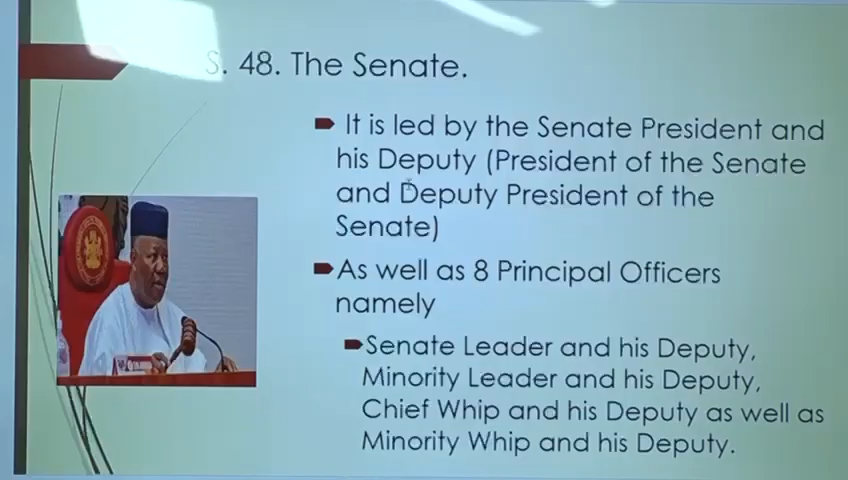 S. 48. The Senate.
It is led by the Senate President and
his Deputy (President of the Senate
and Deputy President of the
Senate)
As well as 8 Principal Officers
namely
Senate Leader and his Deputy,
Minority Leader and his Deputy,
Chief Whip and his Deputy as well as
Minority Whip and his Deputy.